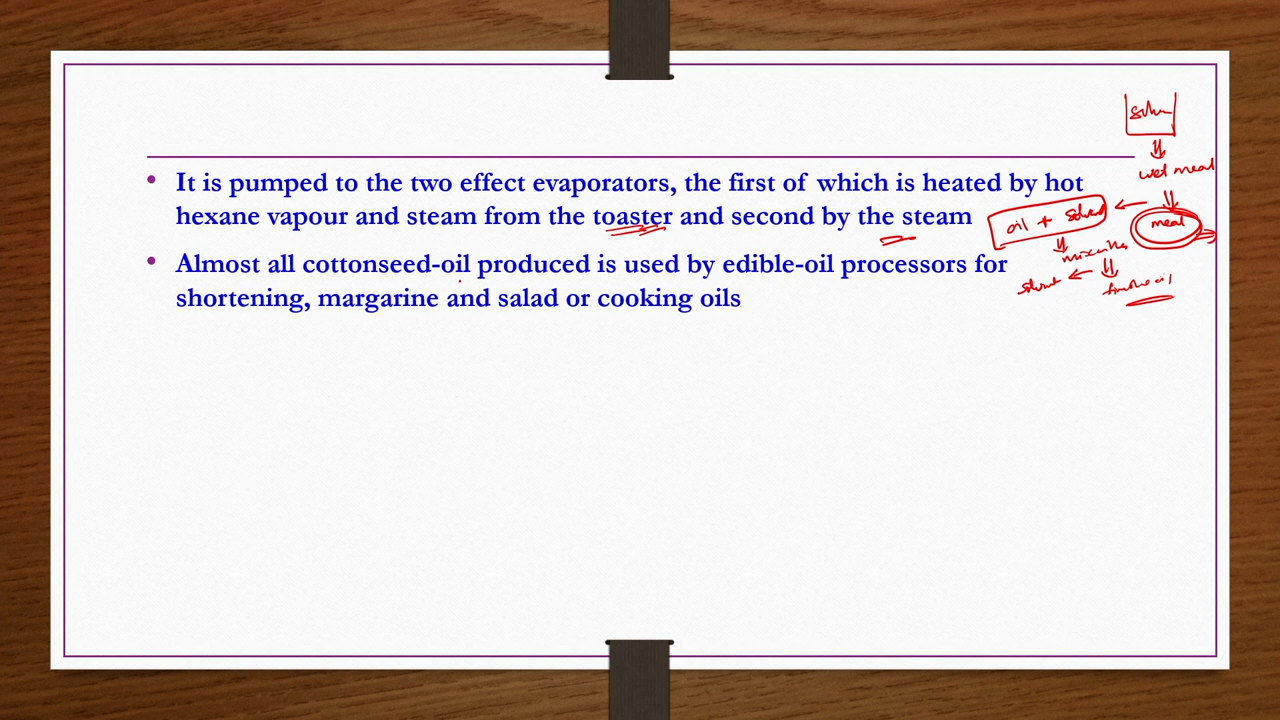 • It is pumped to the two effect evaporators, the first of which is heated by hot
hexane vapour and steam from the toaster and second by the steam
• Almost all cottonseed-oil produced is used by edible-oil processors for
shortening, margarine and salad or cooking oils
wet meal
oil + solvent
meal
solvent